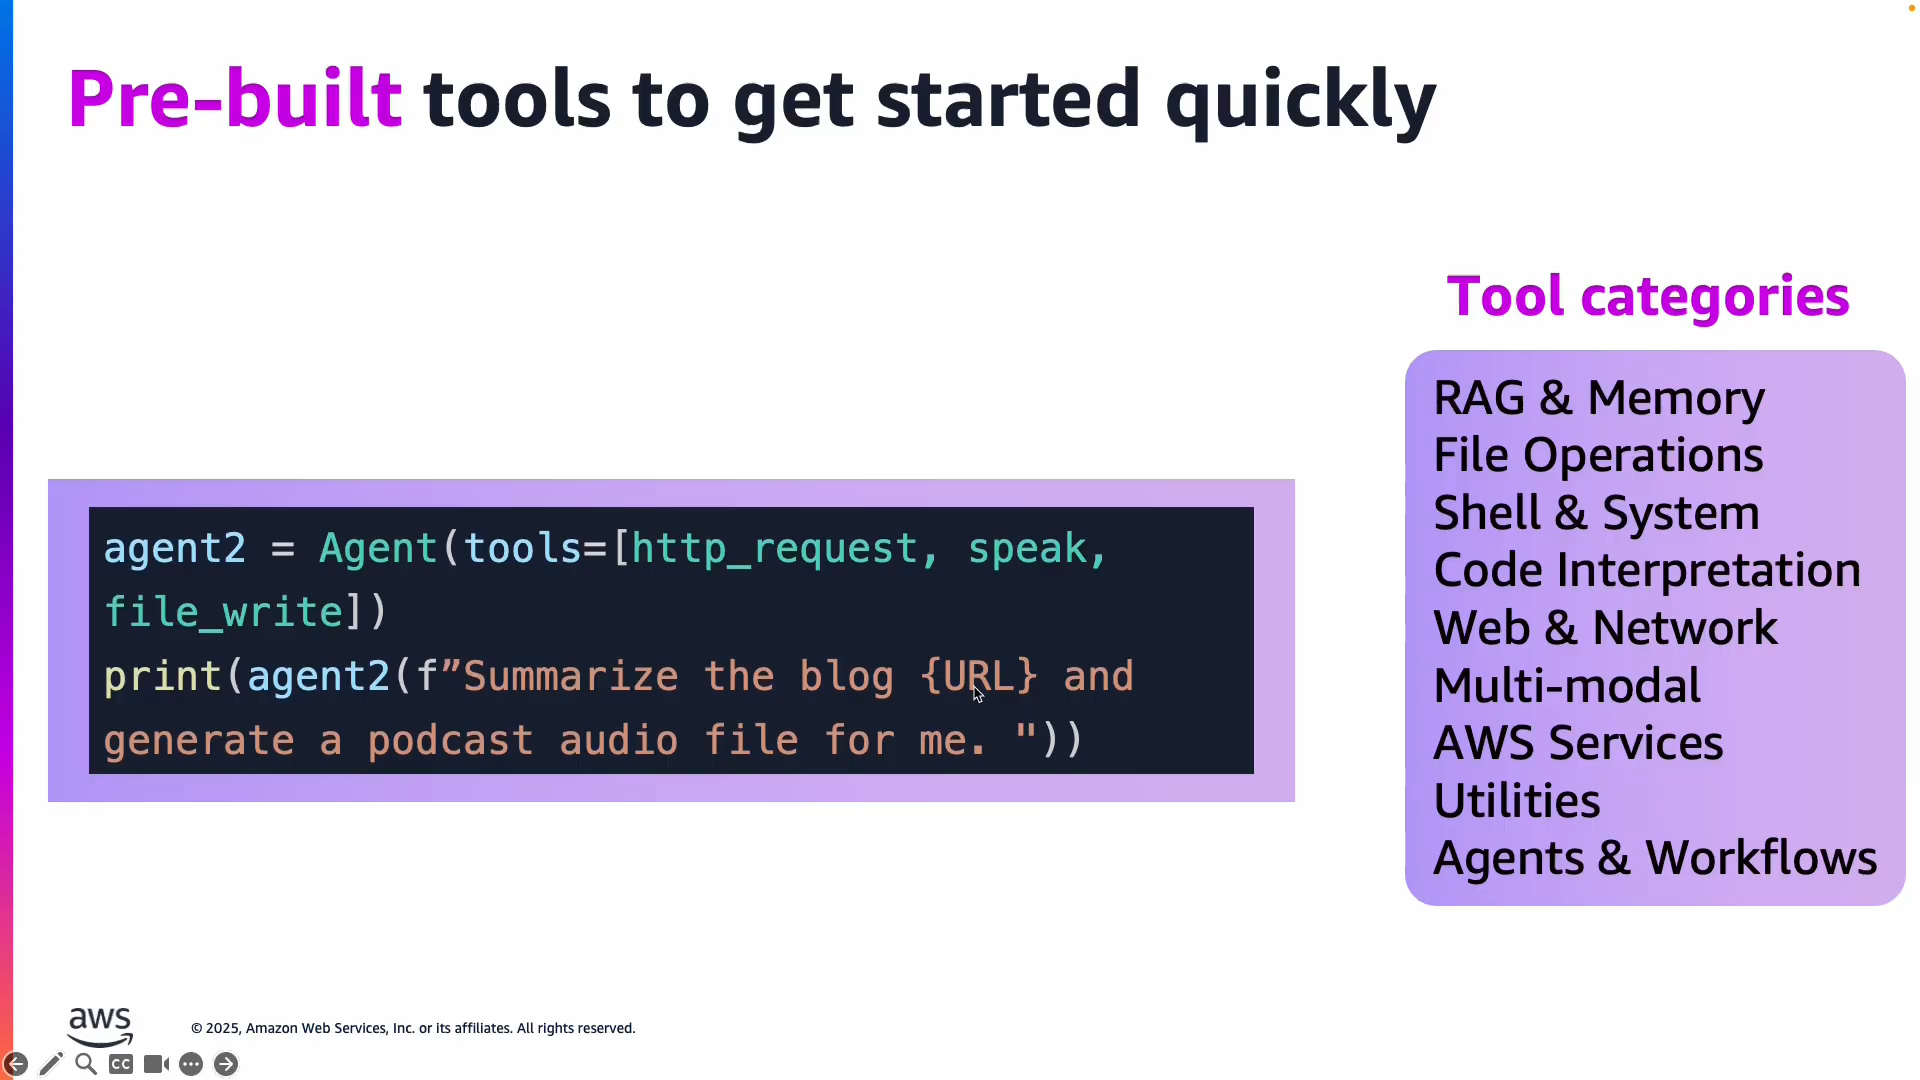 Pre-built tools to get started quickly
agent2 = Agent(tools=[http_request, speak,
file_write])
print(agent2(f”Summarize the blog {URL} and
generate a podcast audio file for me. "))
Tool categories
RAG & Memory
File Operations
Shell & System
Code Interpretation
Web & Network
Multi-modal
AWS Services
Utilities
Agents & Workflows
aws
© 2025, Amazon Web Services, Inc. or its affiliates. All rights reserved.
CC